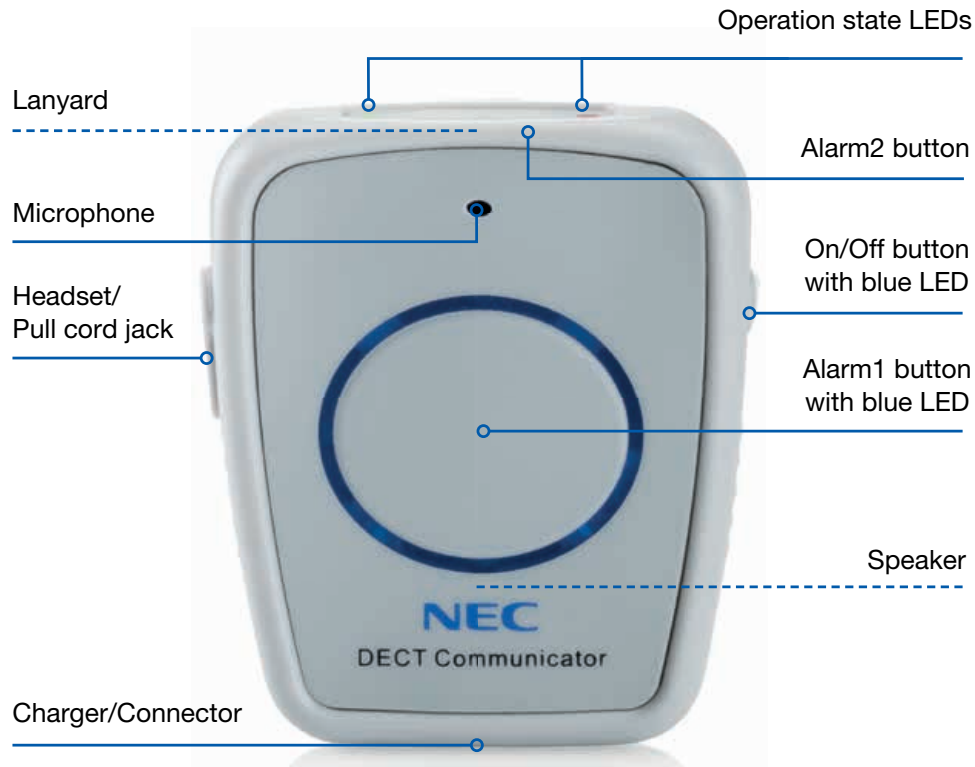 Operation state LEDs
Lanyard
Alarm2 button
Microphone
On/Off button
with blue LED
Headset/
Pull cord jack
Alarm1 button
with blue LED
Speaker
NEC
DECT Communicator
Charger/Connector